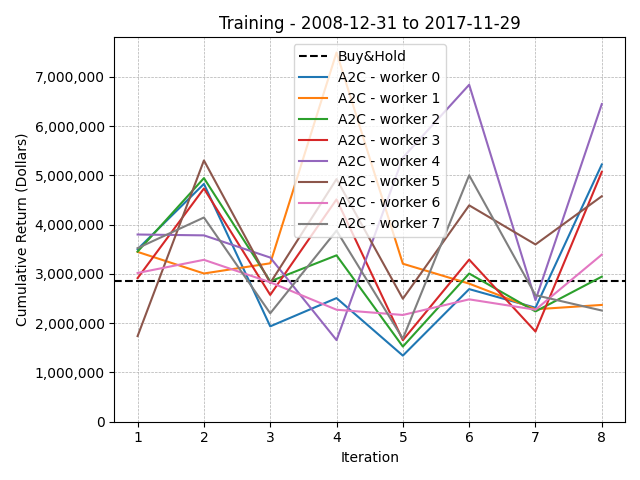 Training - 2008-12-31 to 2017-11-29
Cumulative Return (Dollars)
7,000,000
6,000,000
5,000,000
4,000,000
3,000,000
2,000,000
1,000,000
0
Buy&Hold
A2C - worker 0
A2C - worker 1
A2C - worker 2
A2C - worker 3
A2C - worker 4
A2C - worker 5
A2C - worker 6
A2C - worker 7
1 2 3 4 5 6 7 8
Iteration